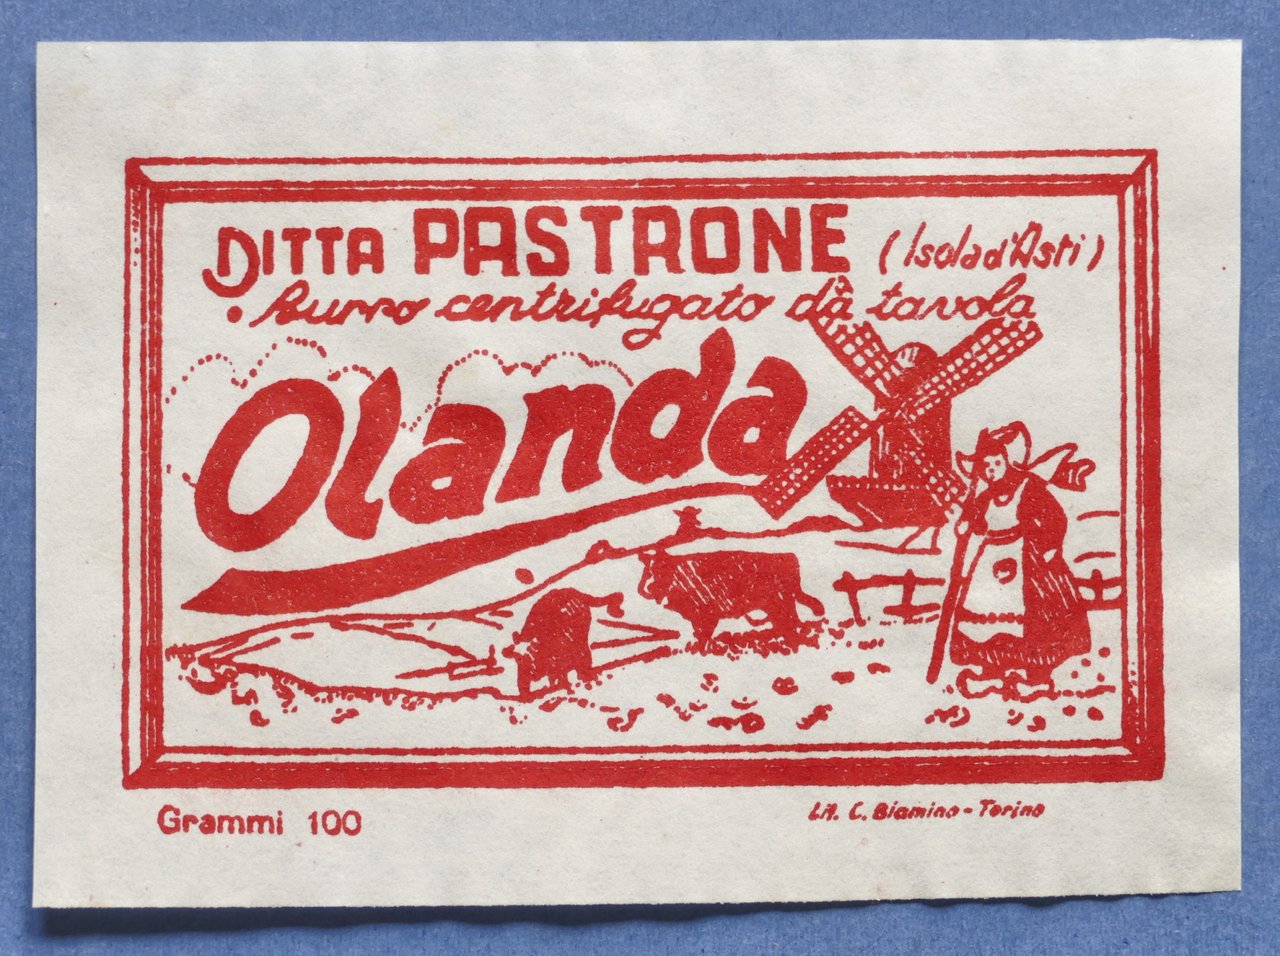 DITTA PASTRONE (Isola d'Asti)
Burro centrifugato da tavola
Olanda
Grammi 100
Lit. C. Biamino - Torino